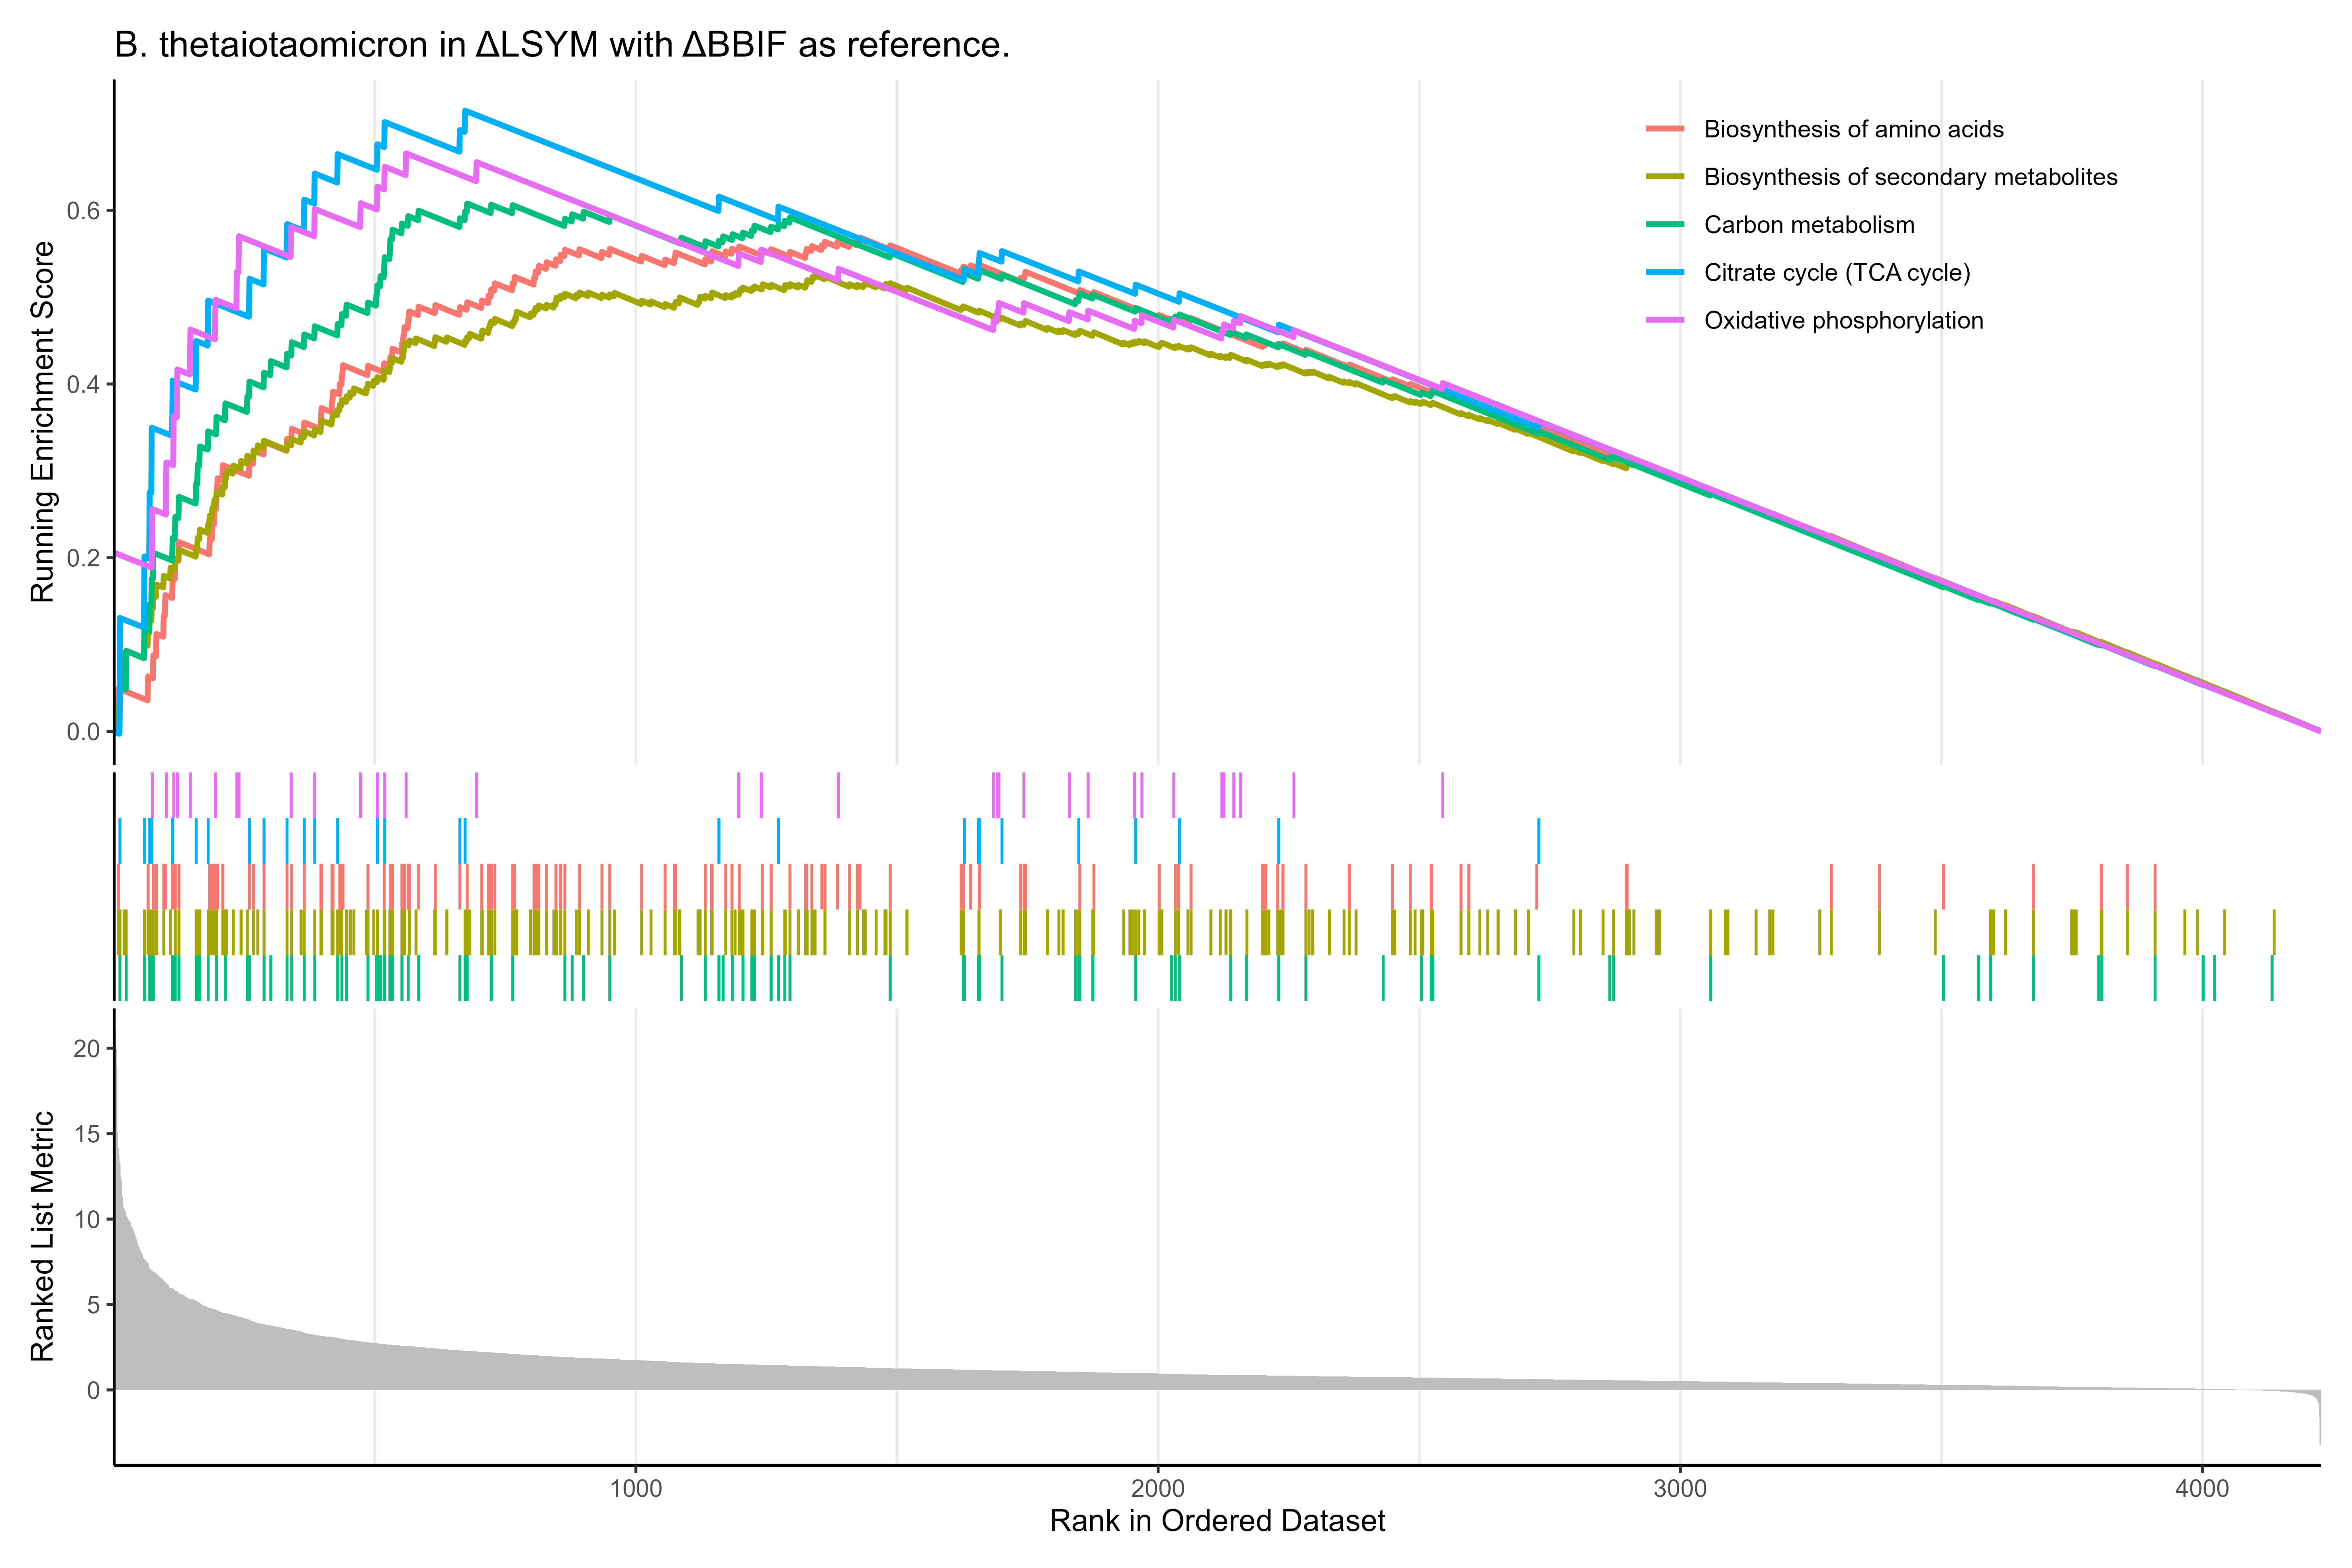 B. thetaiotaomicron in ΔLSYM with ΔBBIF as reference.
Running Enrichment Score
0.6
0.4
0.2
0.0
Biosynthesis of amino acids
Biosynthesis of secondary metabolites
Carbon metabolism
Citrate cycle (TCA cycle)
Oxidative phosphorylation
Ranked List Metric
20
15
10
5
0
1000 2000 3000 4000
Rank in Ordered Dataset